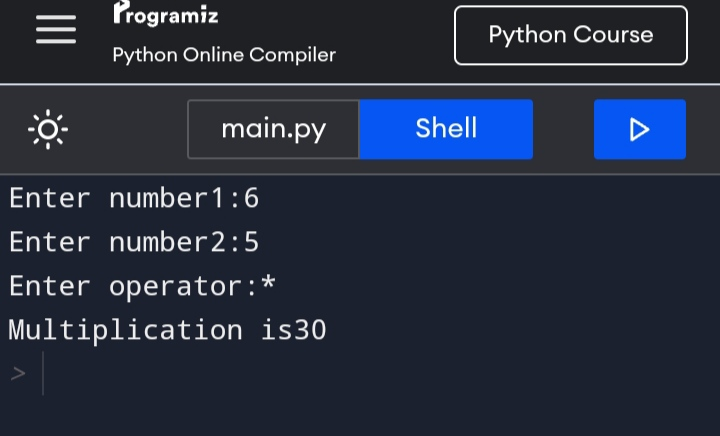 Programiz
Python Online Compiler
Python Course
main.py
Shell
Enter number1:6
Enter number2:5
Enter operator:*
Multiplication is30
>